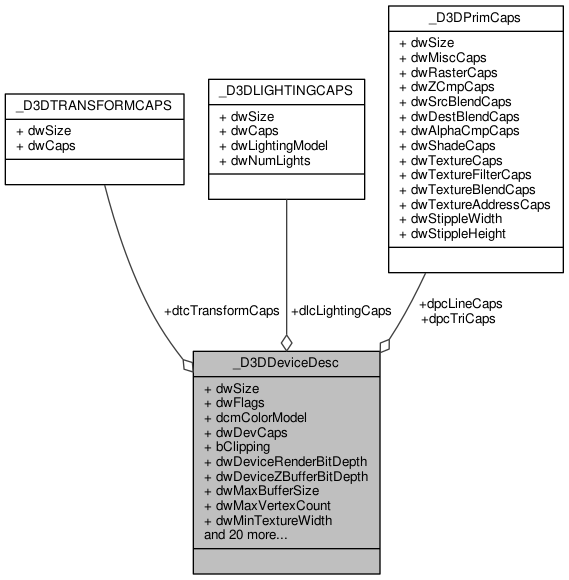 _D3DPrimCaps
+ dwSize
+ dwMiscCaps
+ dwRasterCaps
+ dwZCmpCaps
+ dwSrcBlendCaps
+ dwDestBlendCaps
+ dwAlphaCmpCaps
+ dwShadeCaps
+ dwTextureCaps
+ dwTextureFilterCaps
+ dwTextureBlendCaps
+ dwTextureAddressCaps
+ dwStippleWidth
+ dwStippleHeight
_D3DLIGHTINGCAPS
+ dwSize
+ dwCaps
+ dwLightingModel
+ dwNumLights
_D3DTRANSFORMCAPS
+ dwSize
+ dwCaps
+dtcTransformCaps
+dlcLightingCaps
+dpcLineCaps
+dpcTriCaps
_D3DDeviceDesc
+ dwSize
+ dwFlags
+ dcmColorModel
+ dwDevCaps
+ bClipping
+ dwDeviceRenderBitDepth
+ dwDeviceZBufferBitDepth
+ dwMaxBufferSize
+ dwMaxVertexCount
+ dwMinTextureWidth
and 20 more...